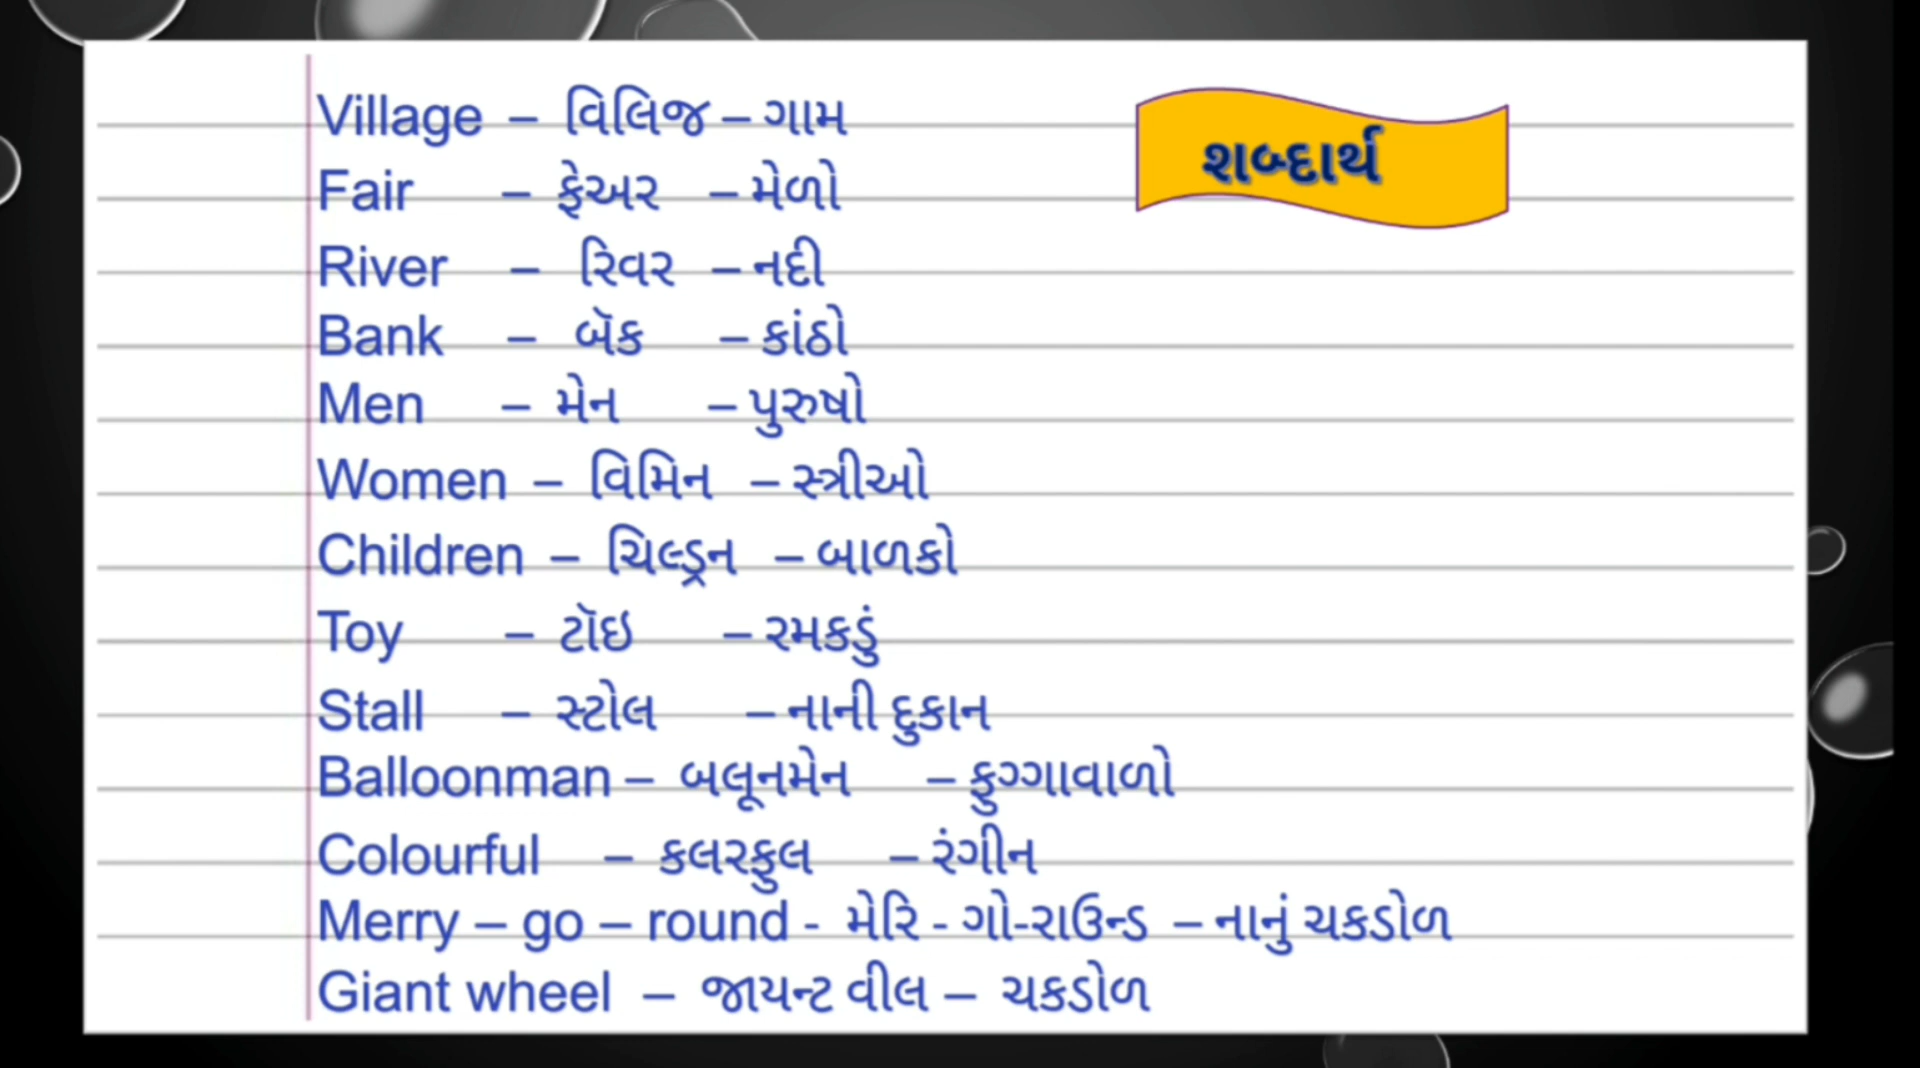 Village – વિલિજ – ગામ
શબ્દાર્થ
Fair – ફેઅર – મેળો
River – રિવર – નદી
Bank – બૅક – કાંઠો
Men – મેન – પુરુષો
Women – વિમિન – સ્ત્રીઓ
Children – ચિલ્ડ્રન – બાળકો
Toy – ટૉઇ – રમકડું
Stall – સ્ટોલ – નાની દુકાન
Balloonman – બલૂનમેન – ફુગ્ગાવાળો
Colourful – કલરફુલ – રંગીન
Merry – go – round - મેરિ - ગો-રાઉન્ડ – નાનું ચકડોળ
Giant wheel – જાયન્ટ વીલ – ચકડોળ